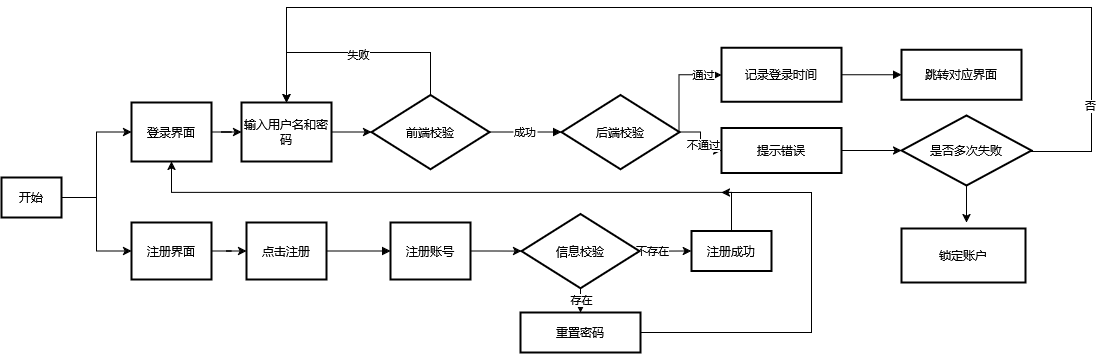 失败
否
通过
记录登录时间
跳转对应界面
登录界面
输入用户名和密
码
前端校验
成功
后端校验
不通过
提示错误
是否多次失败
开始
注册界面
点击注册
注册账号
信息校验
不存在
注册成功
锁定账户
存在
重置密码